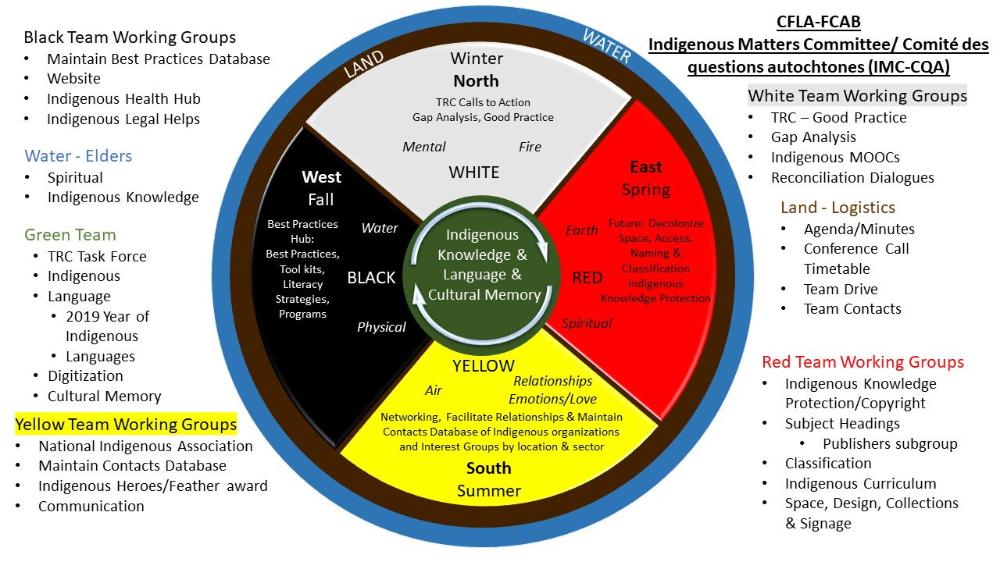 CFLA-FCAB
Indigenous Matters Committee/ Comité des
questions autochtones (IMC-CQA)
Black Team Working Groups
• Maintain Best Practices Database
• Website
• Indigenous Health Hub
• Indigenous Legal Helps
Water - Elders
• Spiritual
• Indigenous Knowledge
Green Team
• TRC Task Force
• Indigenous
• Language
• 2019 Year of
Indigenous
• Languages
• Digitization
• Cultural Memory
Yellow Team Working Groups
• National Indigenous Association
• Maintain Contacts Database
• Indigenous Heroes/Feather award
• Communication
LAND
WATER
Winter
North
TRC Calls to Action
Gap Analysis, Good Practice
Mental
Fire
WHITE
West
Fall
Best Practices
Hub:
Best Practices,
Tool kits,
Literacy
Strategies,
Programs
Water
BLACK
Physical
Indigenous
Knowledge &
Language &
Cultural Memory
East
Spring
Earth
Future: Decolonize
Space, Access.
Naming &
Classification
Indigenous
Knowledge Protection
RED
Spiritual
YELLOW
Air
Relationships
Emotions/Love
Networking, Facilitate Relationships & Maintain
Contacts Database of Indigenous organizations
and Interest Groups by location & sector
South
Summer
White Team Working Groups
• TRC – Good Practice
• Gap Analysis
• Indigenous MOOCs
• Reconciliation Dialogues
Land - Logistics
• Agenda/Minutes
• Conference Call
Timetable
• Team Drive
• Team Contacts
Red Team Working Groups
• Indigenous Knowledge
Protection/Copyright
• Subject Headings
• Publishers subgroup
• Classification
• Indigenous Curriculum
• Space, Design, Collections
& Signage